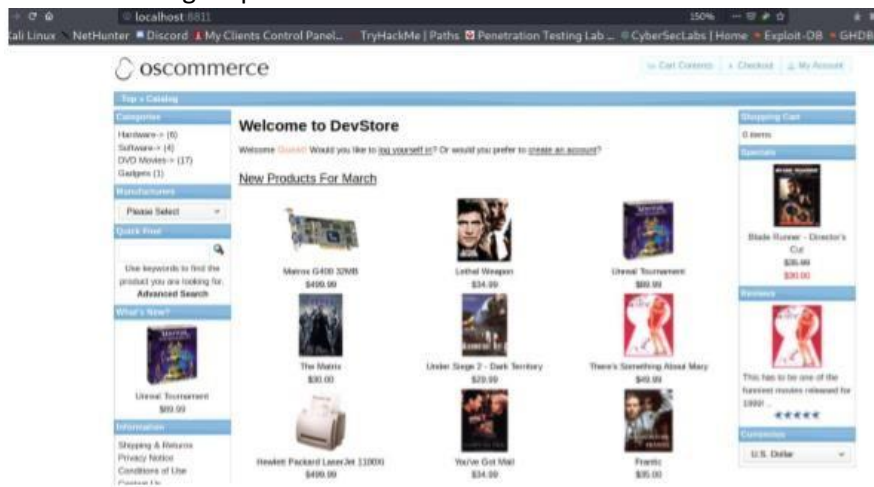 localhost:8811
150%
Kali Linux NetHunter Discord My Clients Control Panel... TryHackMe | Paths Penetration Testing Lab ... CyberSecLabs | Home Exploit-DB GHDB
oscommerce
Cart Contents Checkout My Account
Top » Catalog
Categories
Hardware-> (6)
Software-> (4)
DVD Movies-> (17)
Gadgets (1)
Manufacturers
Please Select
Quick Find
Use keywords to find the
product you are looking for.
Advanced Search
What's New?
Unreal Tournament
$89.99
Information
Shipping & Returns
Privacy Notice
Conditions of Use
Contact Us
Welcome to DevStore
Welcome Guest! Would you like to log yourself in? Or would you prefer to create an account?
New Products For March
Matrox G400 32MB
$499.99
Lethal Weapon
$34.99
Unreal Tournament
$89.99
The Matrix
$30.00
Under Siege 2 - Dark Territory
$29.99
There's Something About Mary
$49.99
Hewlett Packard LaserJet 1100Xi
$499.99
You've Got Mail
$34.99
Frantic
$35.00
Shopping Cart
0 items
Specials
Blade Runner - Director's
Cut
$35.99
$30.00
Reviews
This has to be one of the
funniest movies released for
1999! ..
Currencies
U.S. Dollar